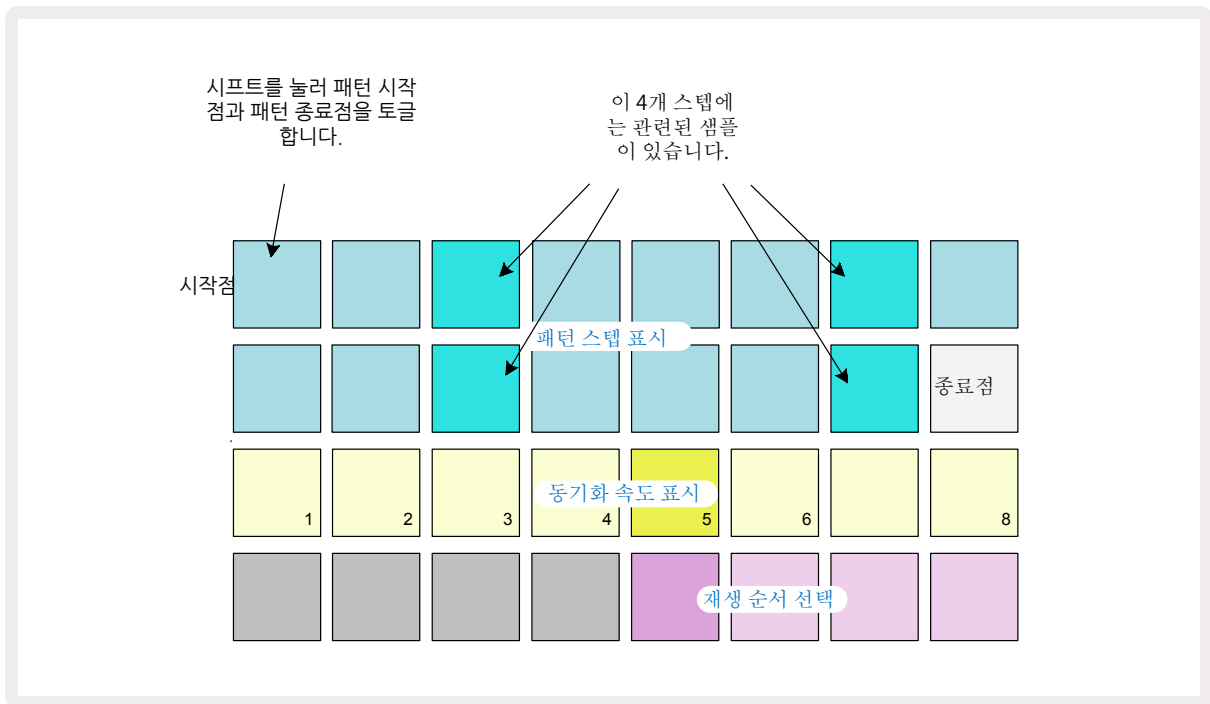 시프트를 눌러 패턴 시작
점과 패턴 종료점을 토글
합니다.
이 4개 스텝에
는 관련된 샘플
이 있습니다.
시작점
패턴 스텝 표시
종료점
동기화 속도 표시
1 2 3 4 5 6 8
재생 순서 선택